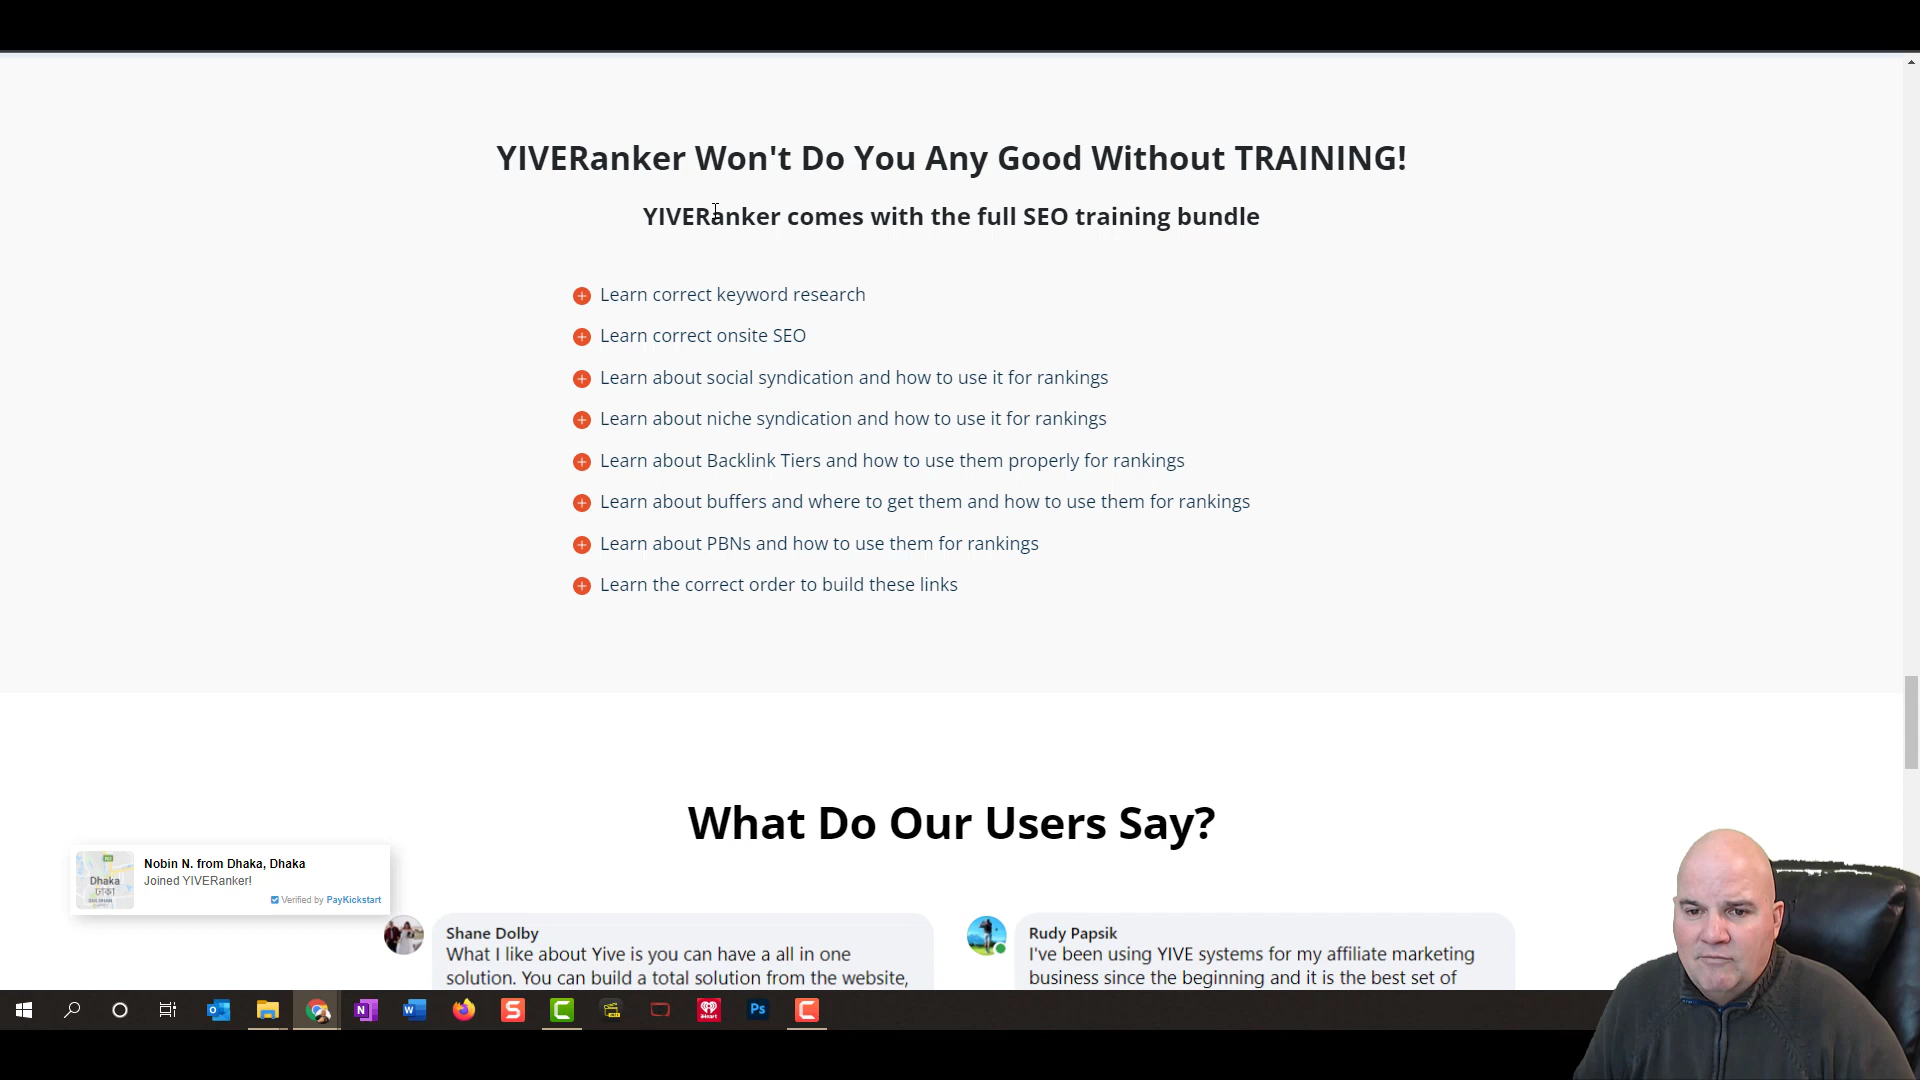 YIVERanker Won't Do You Any Good Without TRAINING!
YIVERanker comes with the full SEO training bundle
Learn correct keyword research
Learn correct onsite SEO
Learn about social syndication and how to use it for rankings
Learn about niche syndication and how to use it for rankings
Learn about Backlink Tiers and how to use them properly for rankings
Learn about buffers and where to get them and how to use them for rankings
Learn about PBNs and how to use them for rankings
Learn the correct order to build these links
What Do Our Users Say?
Nobin N. from Dhaka, Dhaka
Joined YIVERanker!
Verified by PayKickstart
Dhaka
Shane Dolby
What I like about Yive is you can have a all in one
solution. You can build a total solution from the website,
Rudy Papsik
I've been using YIVE systems for my affiliate marketing
business since the beginning and it is the best set of